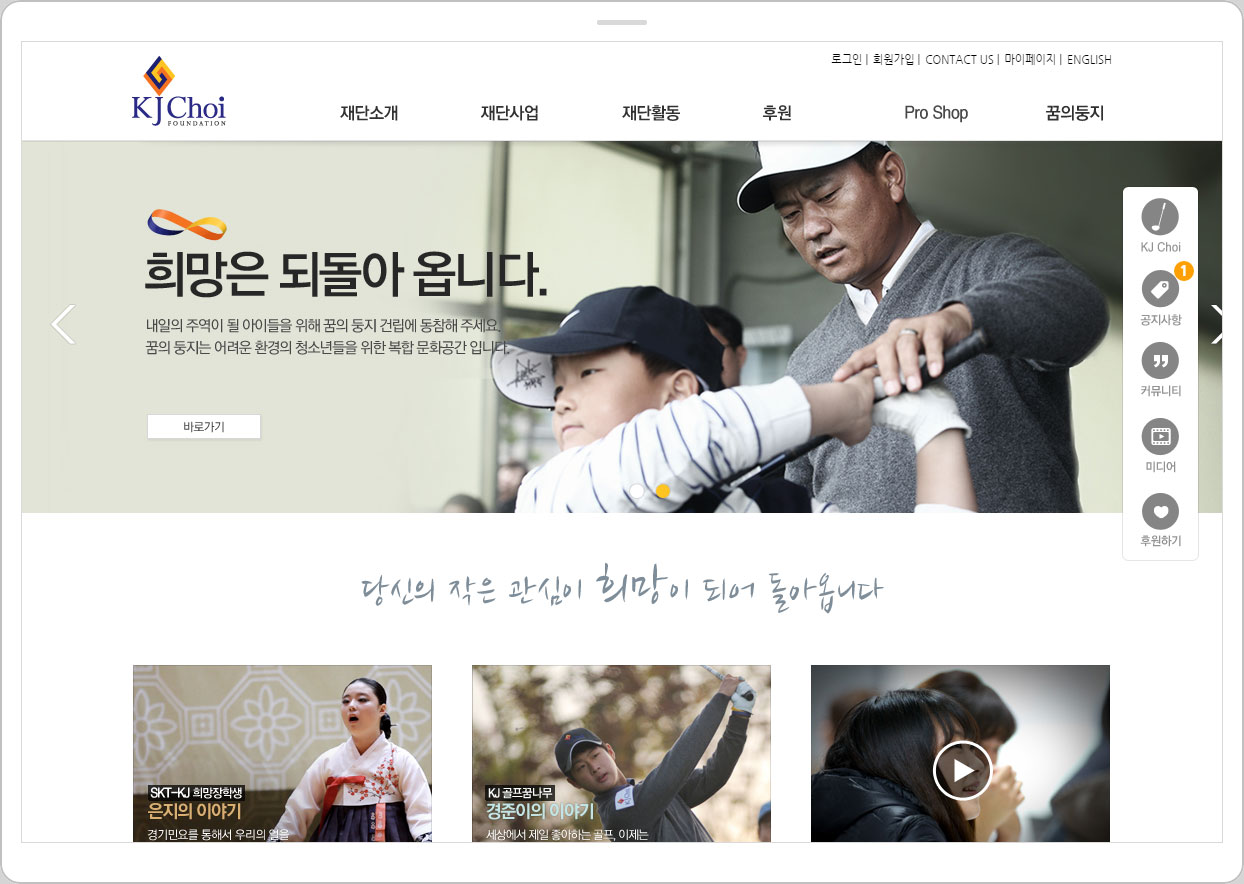 로그인 | 회원가입 | CONTACT US | 마이페이지 | ENGLISH
KJ Choi
FOUNDATION
재단소개 재단사업 재단활동 후원 Pro Shop 꿈의둥지
희망은 되돌아 옵니다.
내일의 주역이 될 아이들을 위해 꿈의 둥지 건립에 동참해 주세요.
꿈의 둥지는 어려운 환경의 청소년들을 위한 복합 문화공간 입니다.
바로가기
KJ Choi
1
공지사항
커뮤니티
미디어
후원하기
당신의 작은 관심이 희망이 되어 돌아옵니다
SKT-KJ 희망장학생
은지의 이야기
경기민요를 통해서 우리의 얼을
KJ 골프꿈나무
경준이의 이야기
세상에서 제일 좋아하는 골프, 이제는